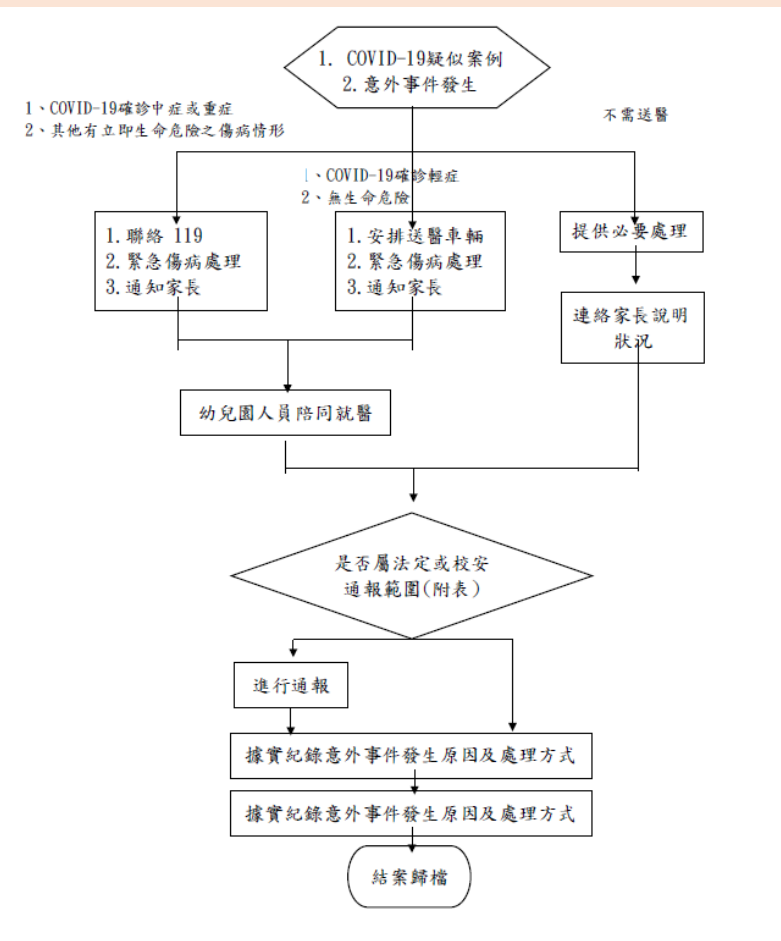 1. COVID-19疑似案例
2.意外事件發生
1、COVID-19確診中症或重症
2、其他有立即生命危險之傷病情形
不需送醫
1、COVID-19確診輕症
2、無生命危險
1.聯絡 119
2.緊急傷病處理
3.通知家長
1.安排送醫車輛
2.緊急傷病處理
3.通知家長
提供必要處理
連絡家長說明
狀況
幼兒園人員陪同就醫
是否屬法定或校安
通報範圍(附表)
進行通報
據實紀錄意外事件發生原因及處理方式
據實紀錄意外事件發生原因及處理方式
結案歸檔